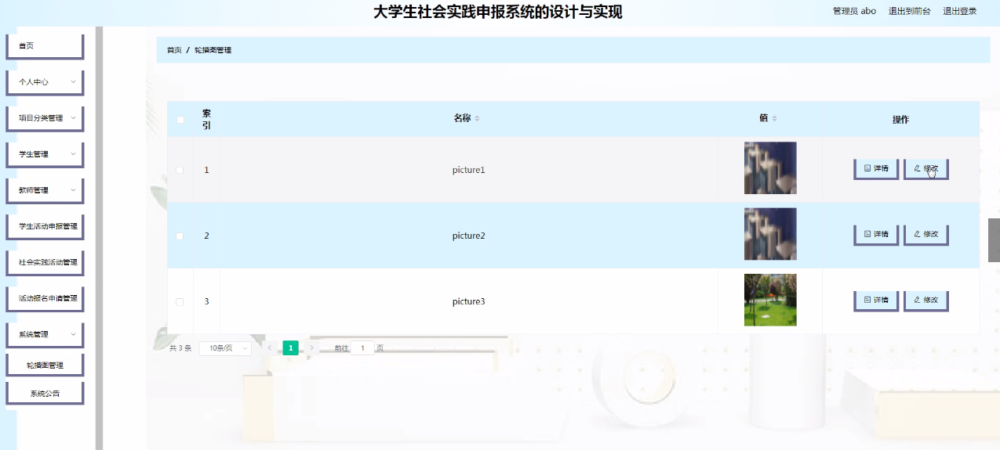 大学生社会实践申报系统的设计与实现
管理员 abo 退出到前台 退出登录
首页
个人中心
项目分类管理
学生管理
教师管理
学生活动申报管理
社会实践活动管理
活动报名申请管理
系统管理
轮播图管理
系统公告
首页 / 轮播图管理
索引 名称 值 操作
1 picture1 详情 修改
2 picture2 详情 修改
3 picture3 详情 修改
共 3 条 10条/页 1 前往 1 页